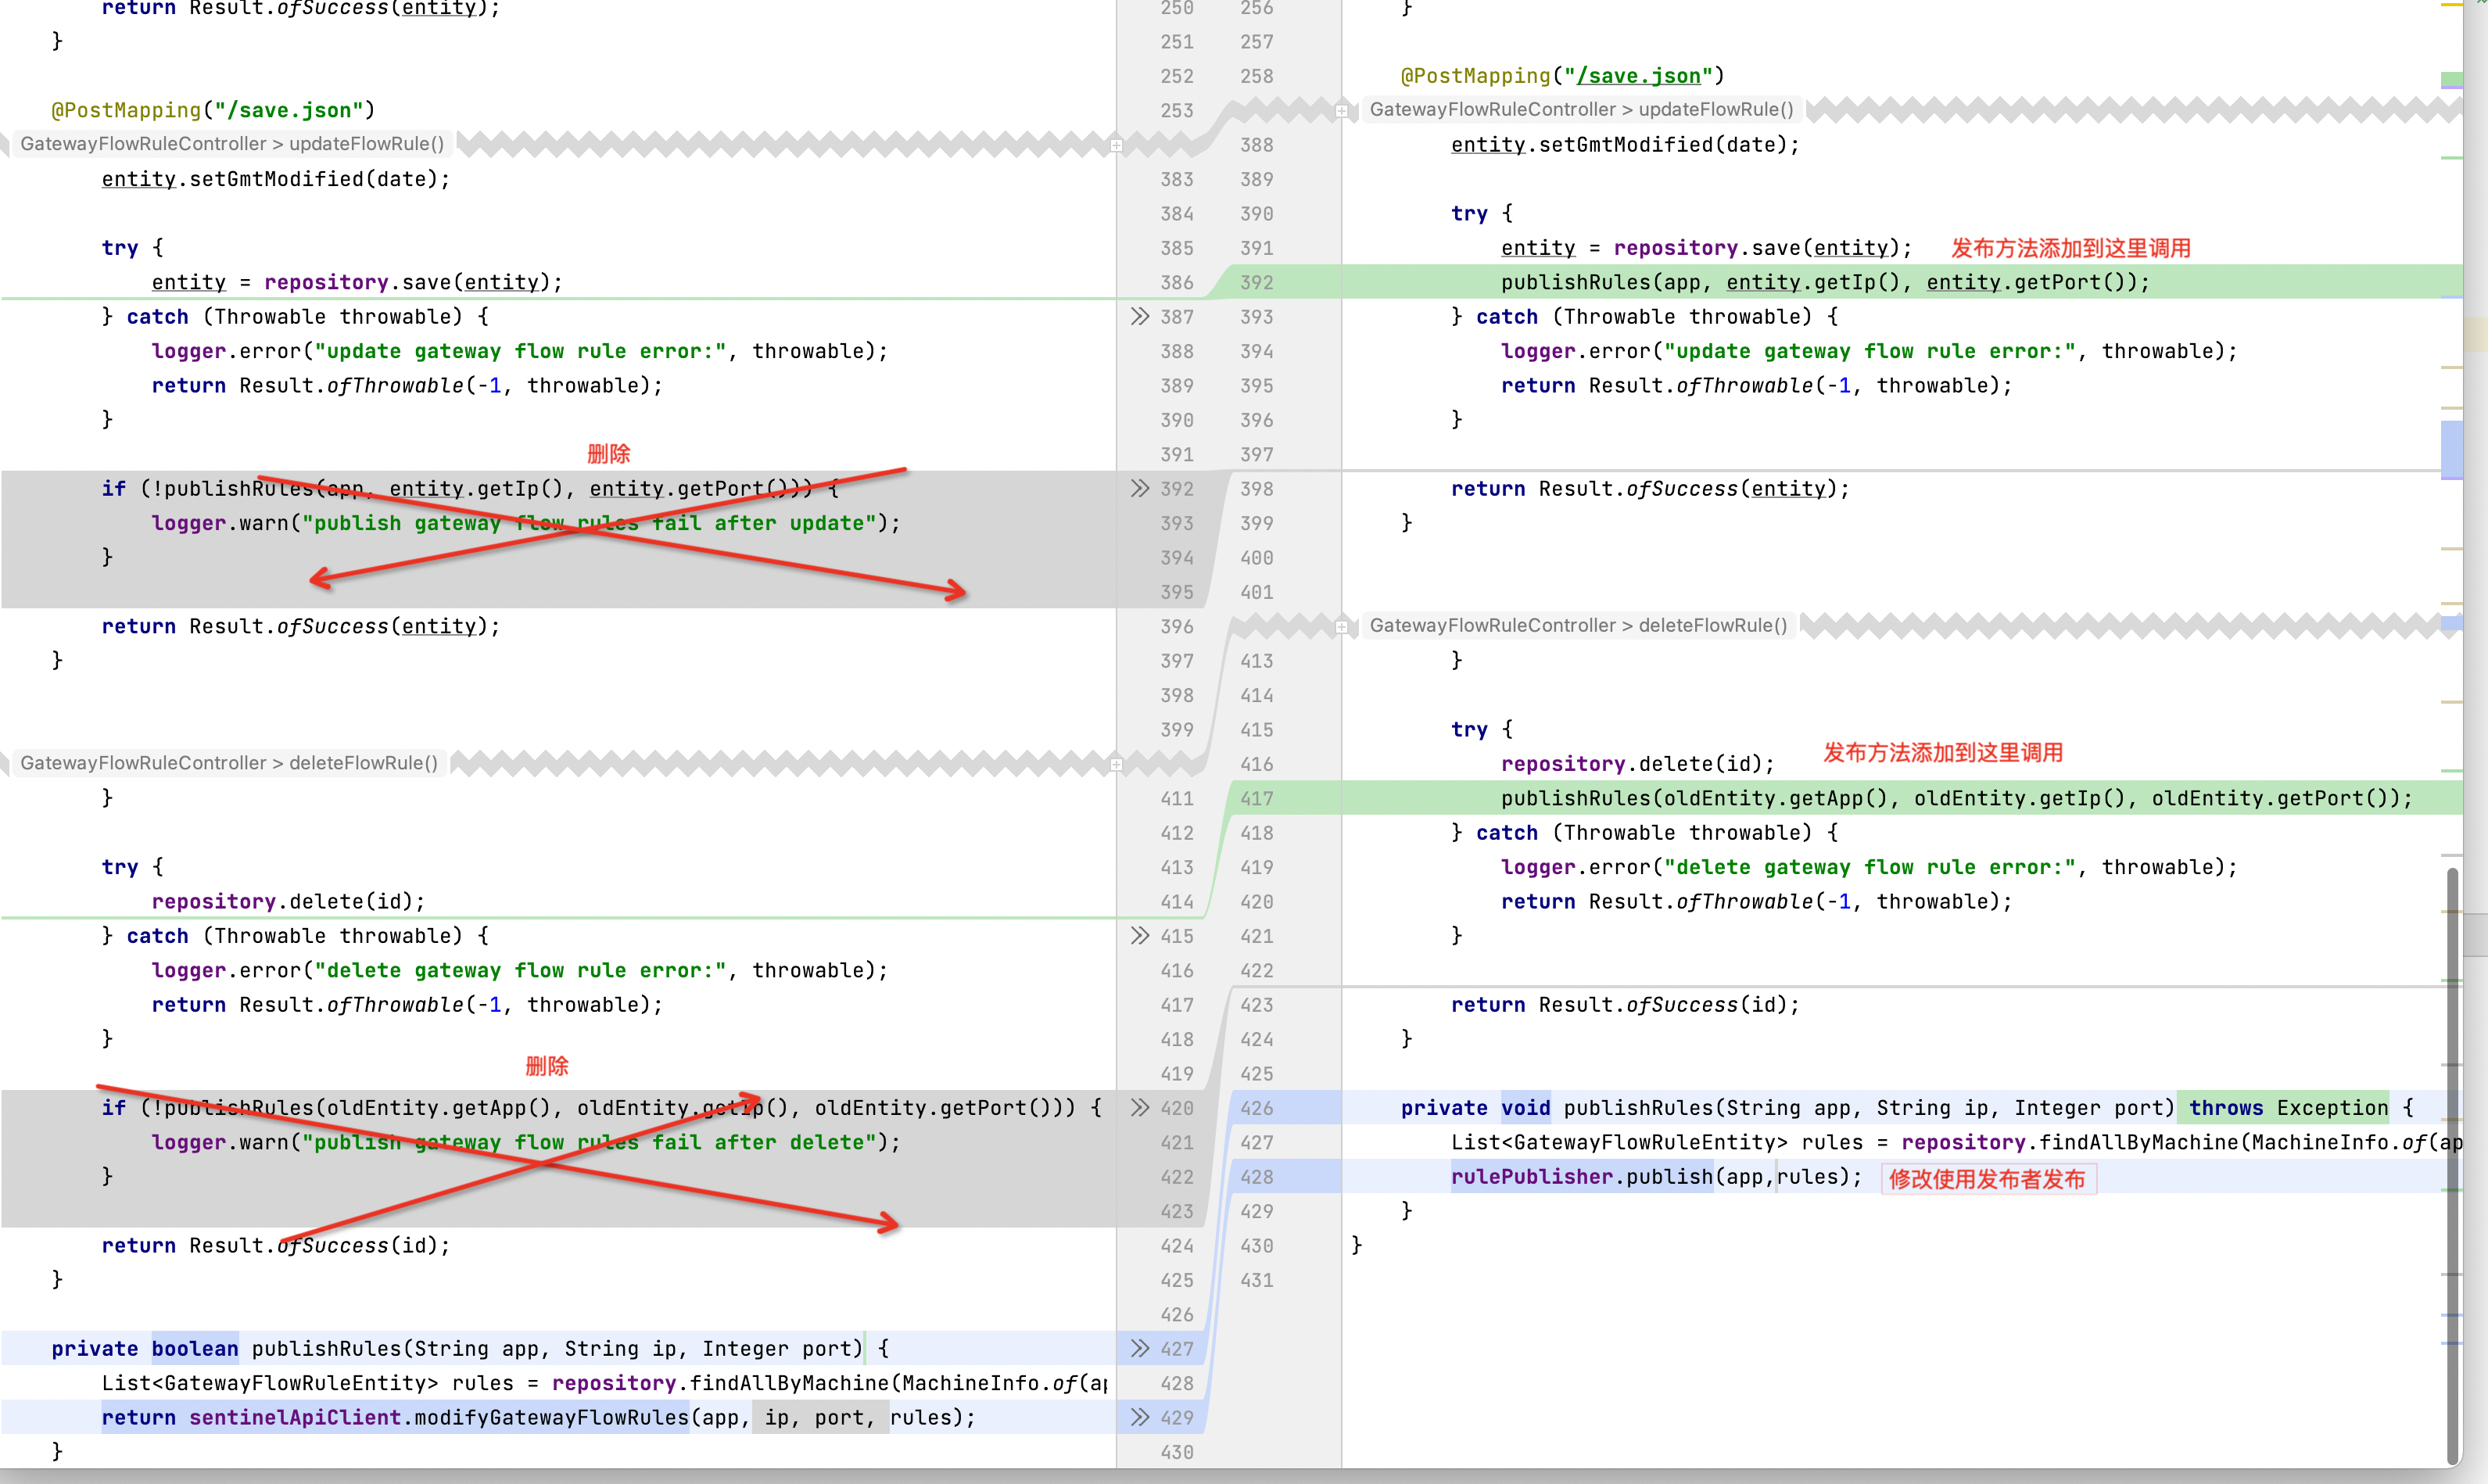 return Result.ofSuccess(entity);
}
@PostMapping("/save.json")
GatewayFlowRuleController > updateFlowRule()
entity.setGmtModified(date);
try {
entity = repository.save(entity);
} catch (Throwable throwable) {
logger.error("update gateway flow rule error:", throwable);
return Result.ofThrowable(-1, throwable);
}
删除
if (!publishRules(app, entity.getIp(), entity.getPort())) {
logger.warn("publish gateway flow rules fail after update");
}
return Result.ofSuccess(entity);
}
GatewayFlowRuleController > deleteFlowRule()
}
try {
repository.delete(id);
} catch (Throwable throwable) {
logger.error("delete gateway flow rule error:", throwable);
return Result.ofThrowable(-1, throwable);
}
删除
if (!publishRules(oldEntity.getApp(), oldEntity.getIp(), oldEntity.getPort())) {
logger.warn("publish gateway flow rules fail after delete");
}
return Result.ofSuccess(id);
}
private boolean publishRules(String app, String ip, Integer port) {
List<GatewayFlowRuleEntity> rules = repository.findAllByMachine(MachineInfo.of(ap
return sentinelApiClient.modifyGatewayFlowRules(app, ip, port, rules);
}
250 256
251 257
252 258
253
388
383 389
384 390
385 391
386 392
387 393
388 394
389 395
390 396
391 397
392 398
393 399
394 400
395 401
396
397 413
398 414
399 415
416
411 417
412 418
413 419
414 420
415 421
416 422
417 423
418 424
419 425
420 426
421 427
422 428
423 429
424 430
425 431
426
427
428
429
430
}
@PostMapping("/save.json")
GatewayFlowRuleController > updateFlowRule()
entity.setGmtModified(date);
try {
entity = repository.save(entity); 发布方法添加到这里调用
publishRules(app, entity.getIp(), entity.getPort());
} catch (Throwable throwable) {
logger.error("update gateway flow rule error:", throwable);
return Result.ofThrowable(-1, throwable);
}
return Result.ofSuccess(entity);
}
GatewayFlowRuleController > deleteFlowRule()
}
try {
repository.delete(id); 发布方法添加到这里调用
publishRules(oldEntity.getApp(), oldEntity.getIp(), oldEntity.getPort());
} catch (Throwable throwable) {
logger.error("delete gateway flow rule error:", throwable);
return Result.ofThrowable(-1, throwable);
}
return Result.ofSuccess(id);
}
private void publishRules(String app, String ip, Integer port) throws Exception {
List<GatewayFlowRuleEntity> rules = repository.findAllByMachine(MachineInfo.of(ap
rulePublisher.publish(app,rules); 修改使用发布者发布
}
}